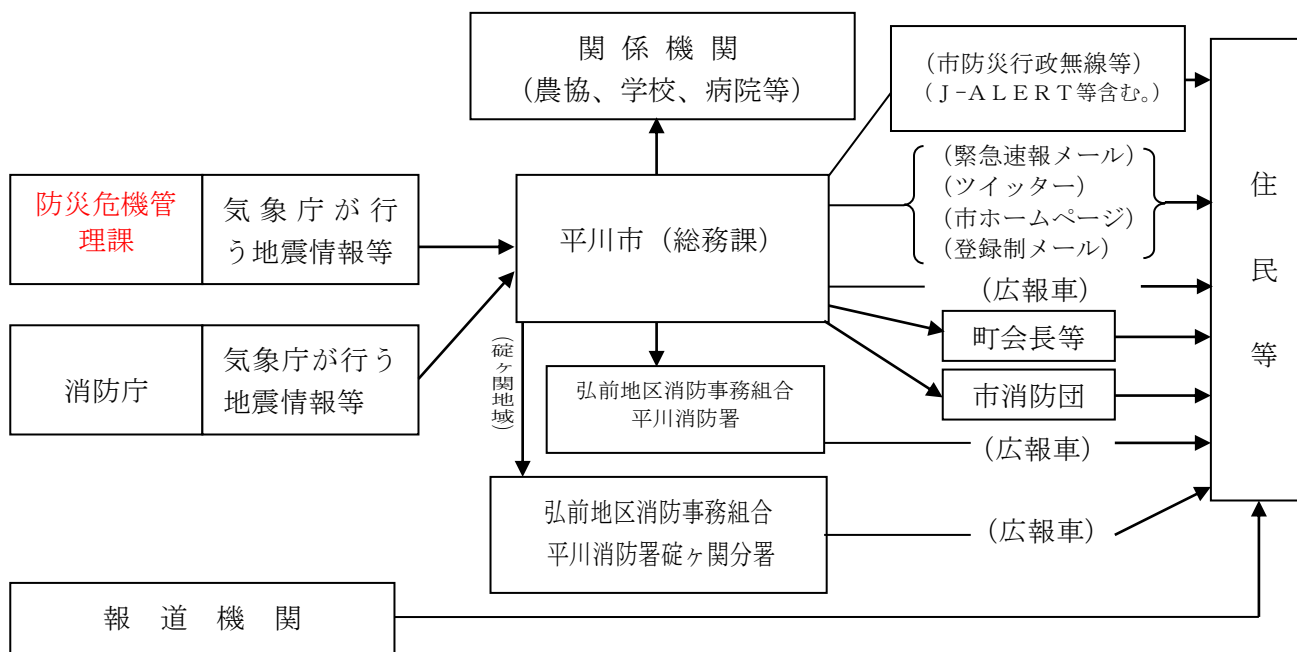 関係機関
（農協、学校、病院等）
（市防災行政無線等）
（Ｊ−ＡＬＥＲＴ等含む。）
住民等
（緊急速報メール）
（ツイッター）
（市ホームページ）
（登録制メール）
防災危機管
理課
気象庁が行
う地震情報等
平川市（総務課）
（広報車）
町会長等
消防庁
気象庁が行う
地震情報等
（碇ヶ関地域）
弘前地区消防事務組合
平川消防署
市消防団
（広報車）
弘前地区消防事務組合
平川消防署碇ヶ関分署
（広報車）
報道機関